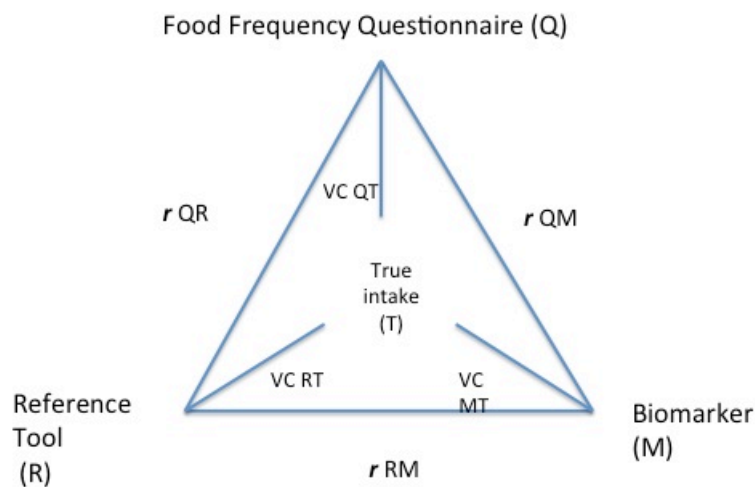 Food Frequency Questionnaire (Q)
VC QT
r QR
r QM
True
intake
(T)
VC RT
VC
MT
Reference
Tool
(R)
Biomarker
(M)
r RM